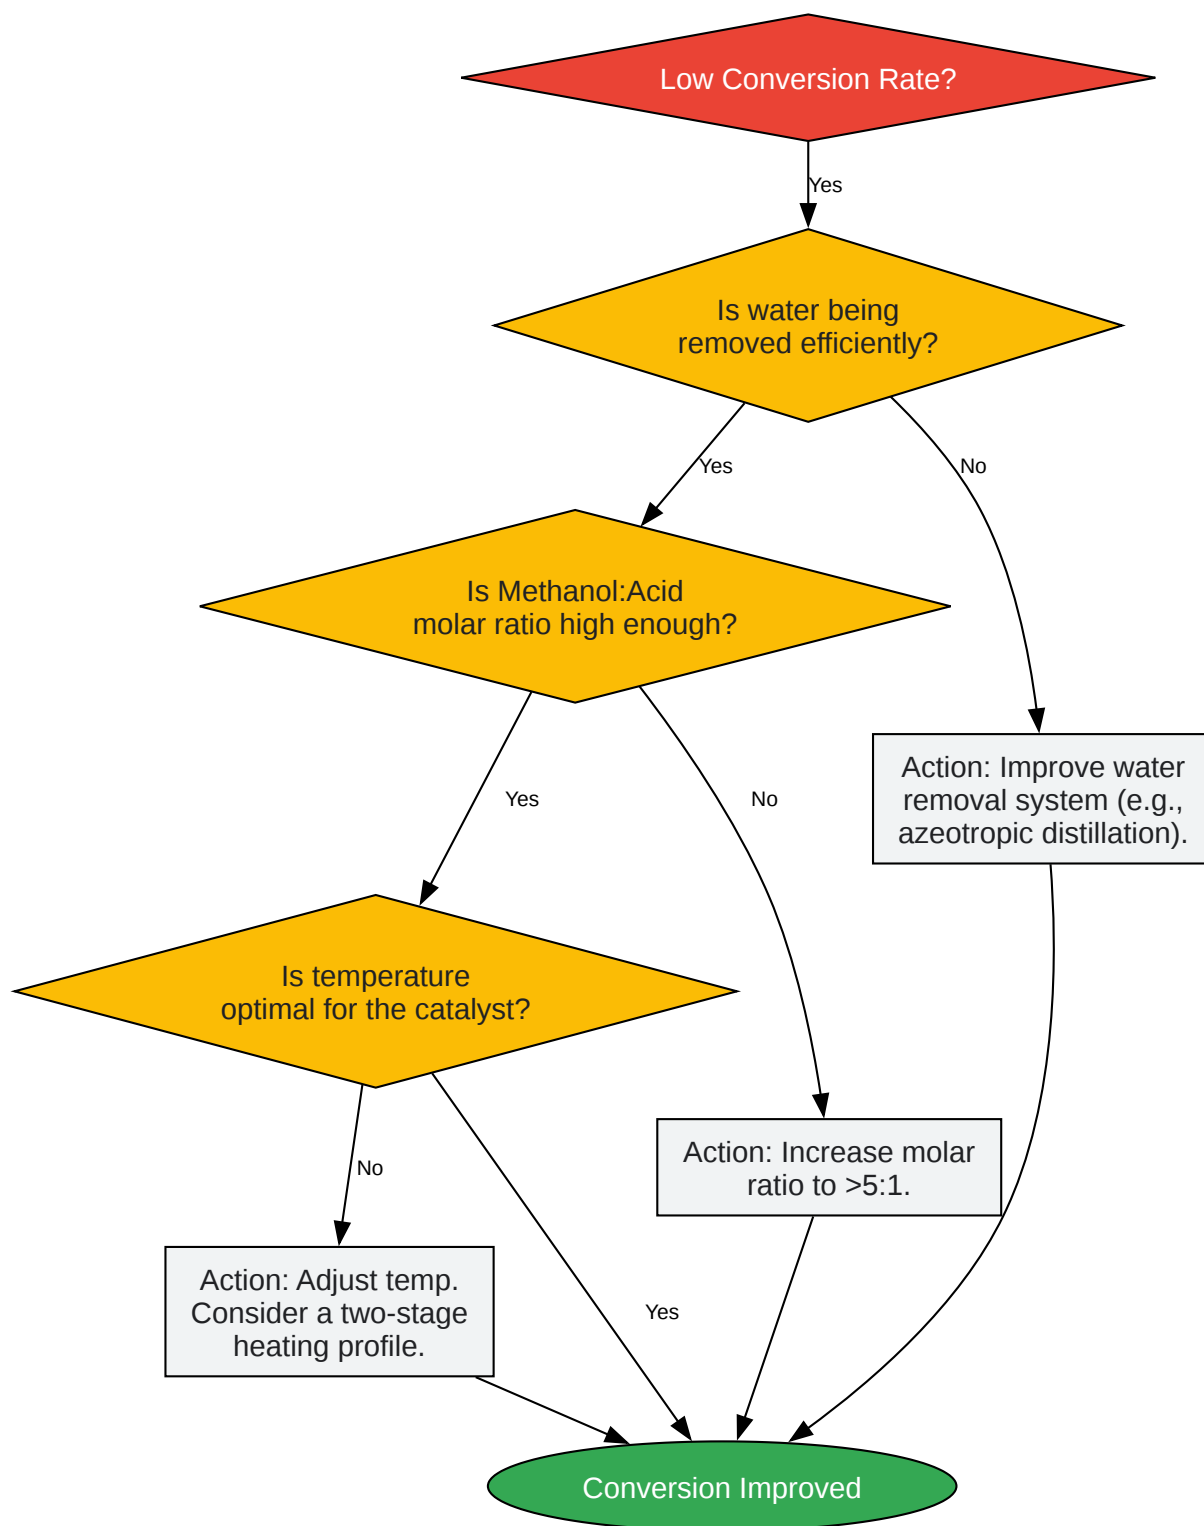 Low Conversion Rate?
Yes
Is water being
removed efficiently?
Yes
No
Is Methanol:Acid
molar ratio high enough?
Yes
No
Action: Improve water
removal system (e.g.,
azeotropic distillation).
Is temperature
optimal for the catalyst?
No
Yes
Action: Increase molar
ratio to >5:1.
Action: Adjust temp.
Consider a two-stage
heating profile.
Conversion Improved